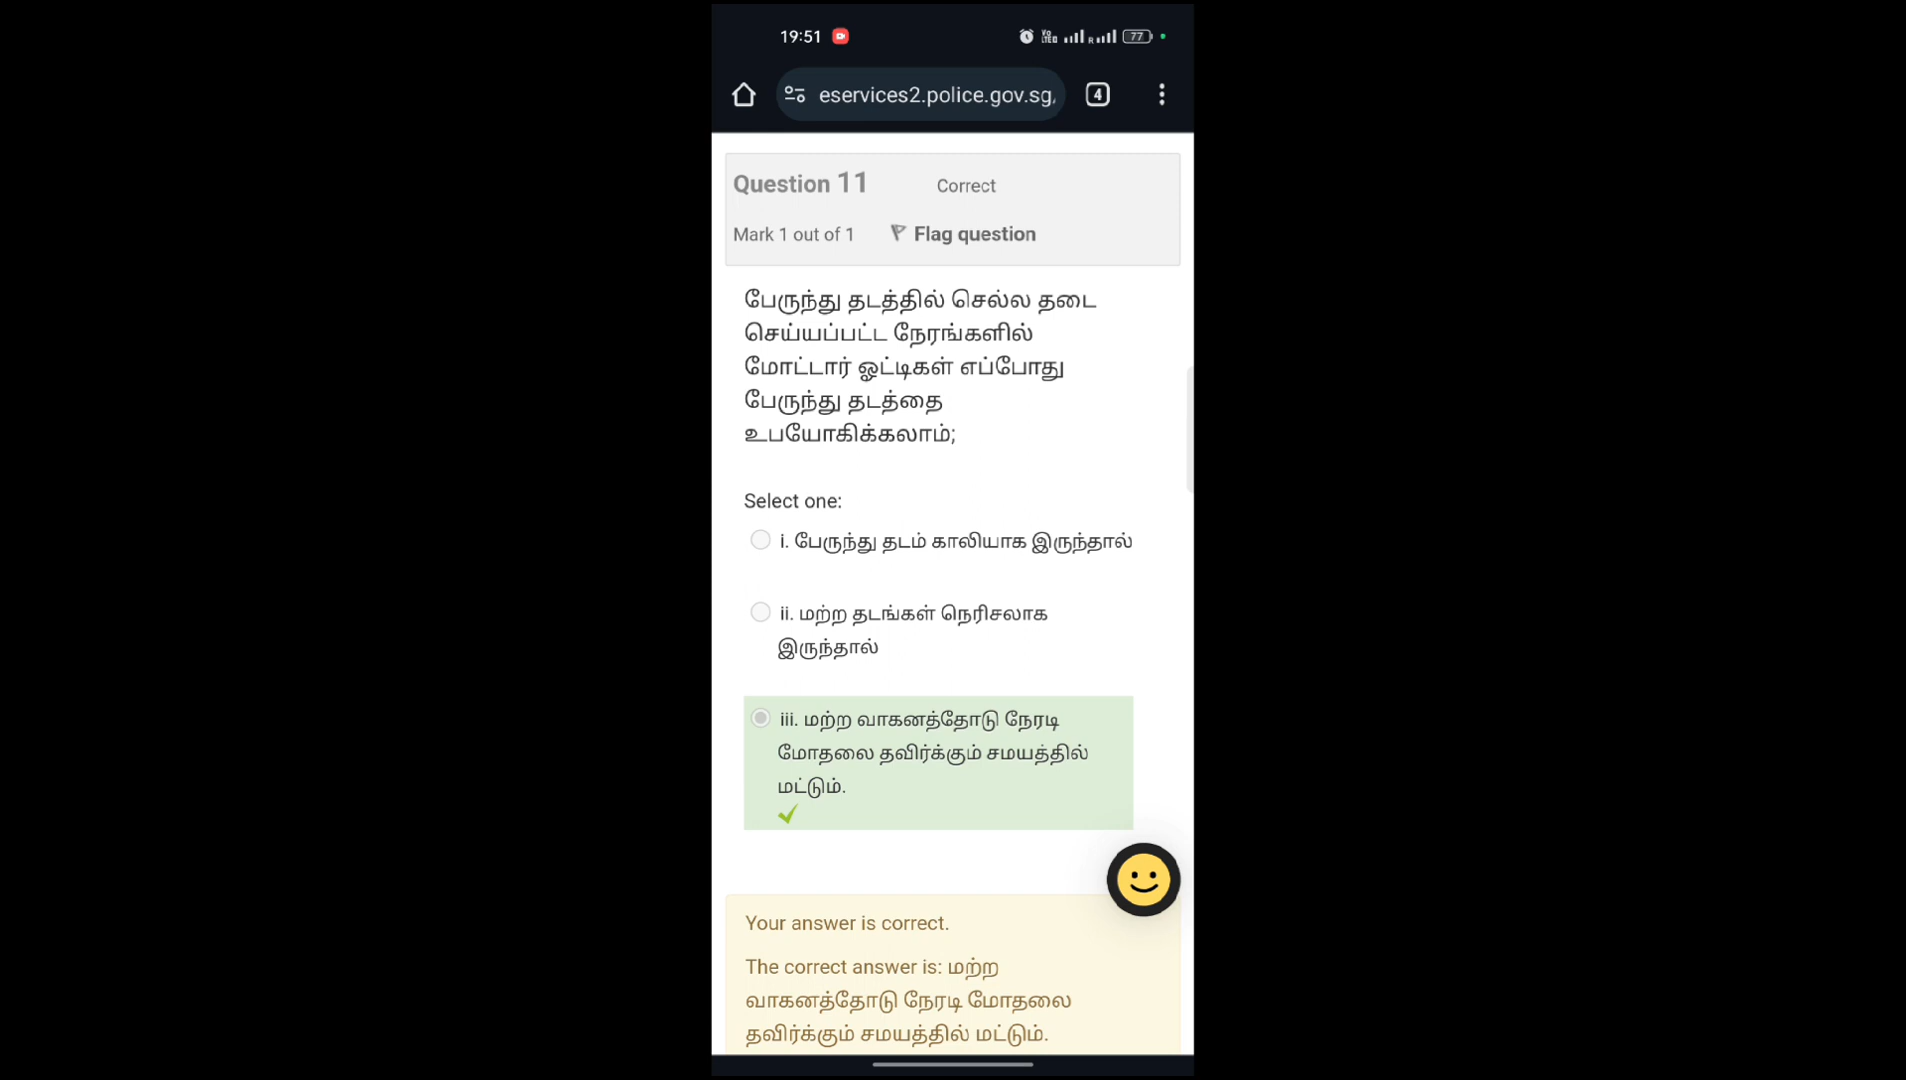 19:51
77
eservices2.police.gov.sg/
4
Question 11 Correct
Mark 1 out of 1 Flag question
பேருந்து தடத்தில் செல்ல தடை
செய்யப்பட்ட நேரங்களில்
மோட்டார் ஓட்டிகள் எப்போது
பேருந்து தடத்தை
உபயோகிக்கலாம்;
Select one:
i. பேருந்து தடம் காலியாக இருந்தால்
ii. மற்ற தடங்கள் நெரிசலாக
இருந்தால்
iii. மற்ற வாகனத்தோடு நேரடி
மோதலை தவிர்க்கும் சமயத்தில்
மட்டும்.
Your answer is correct.
The correct answer is: மற்ற
வாகனத்தோடு நேரடி மோதலை
தவிர்க்கும் சமயத்தில் மட்டும்.